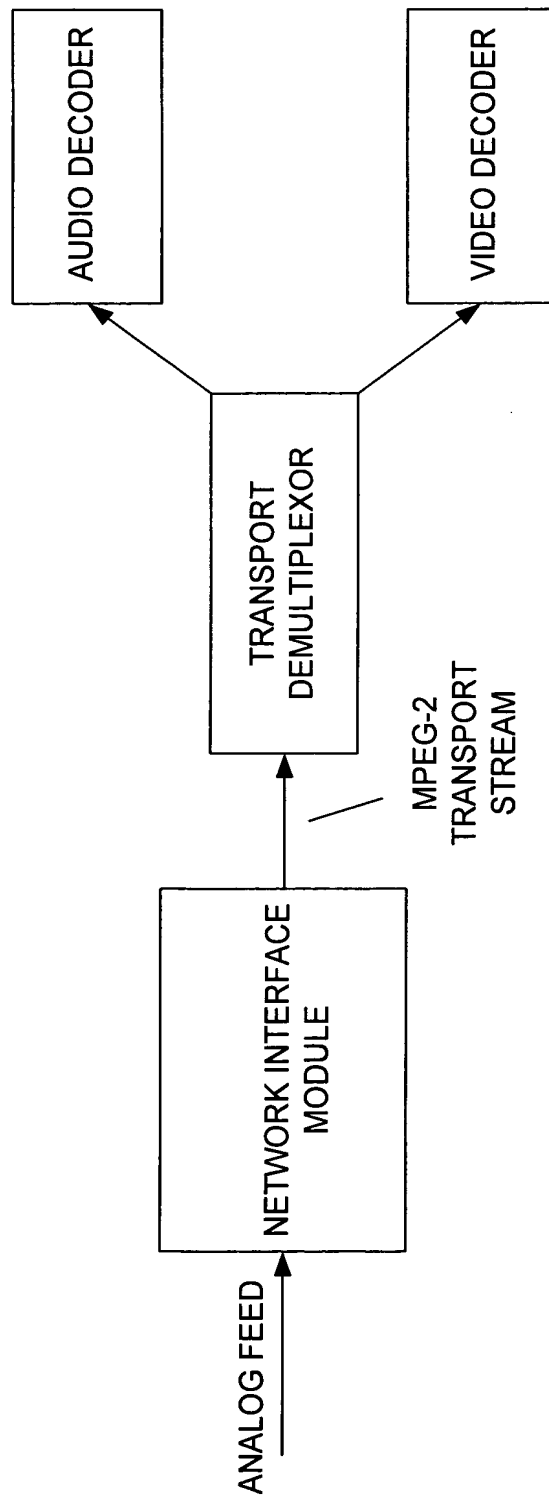 ANALOG FEED
NETWORK INTERFACE
MODULE
MPEG-2
TRANSPORT
STREAM
TRANSPORT
DEMULTIPLEXOR
AUDIO DECODER
VIDEO DECODER